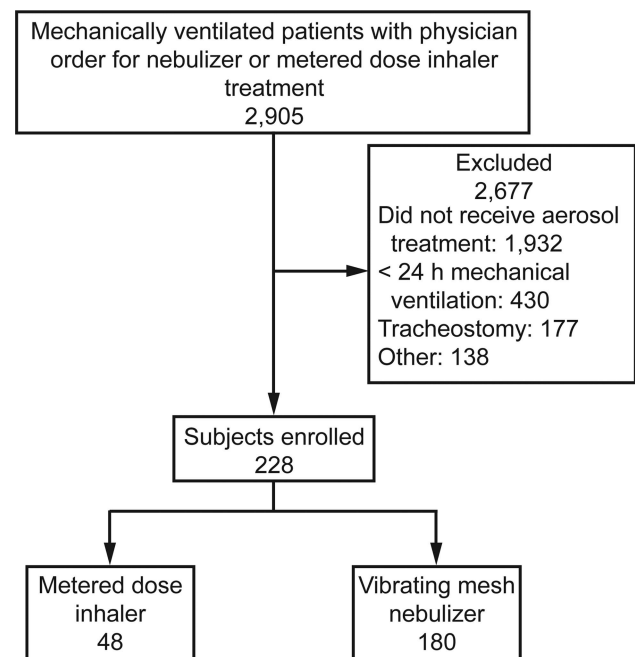 Mechanically ventilated patients with physician
order for nebulizer or metered dose inhaler
treatment
2,905
Excluded
2,677
Did not receive aerosol
treatment: 1,932
< 24 h mechanical
ventilation: 430
Tracheostomy: 177
Other: 138
Subjects enrolled
228
Metered dose
inhaler
48
Vibrating mesh
nebulizer
180